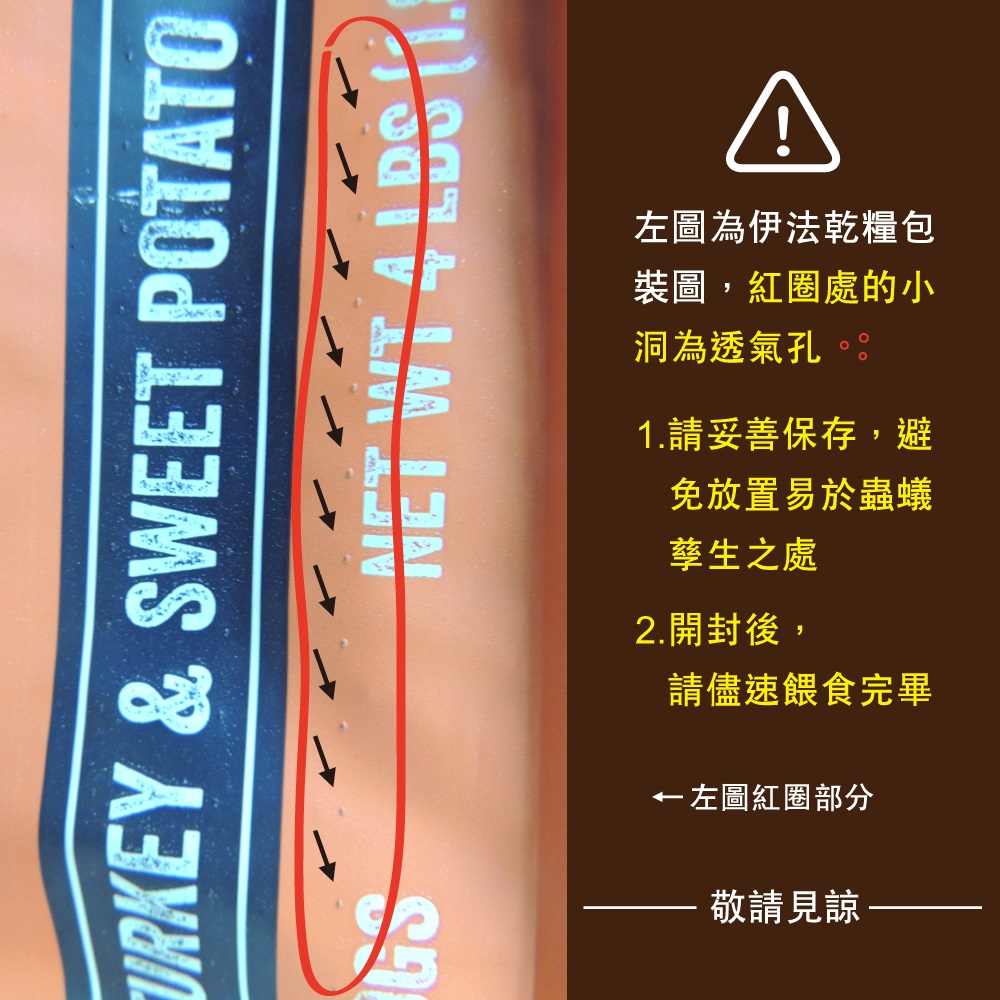 TURKEY & SWEET POTATO
NET WT 4 LBS (1.8
左圖為伊法乾糧包
裝圖，紅圈處的小
洞為透氣孔
1.請妥善保存，避
免放置易於蟲蟻
孳生之處
2.開封後，
請儘速餵食完畢
←左圖紅圈部分
敬請見諒